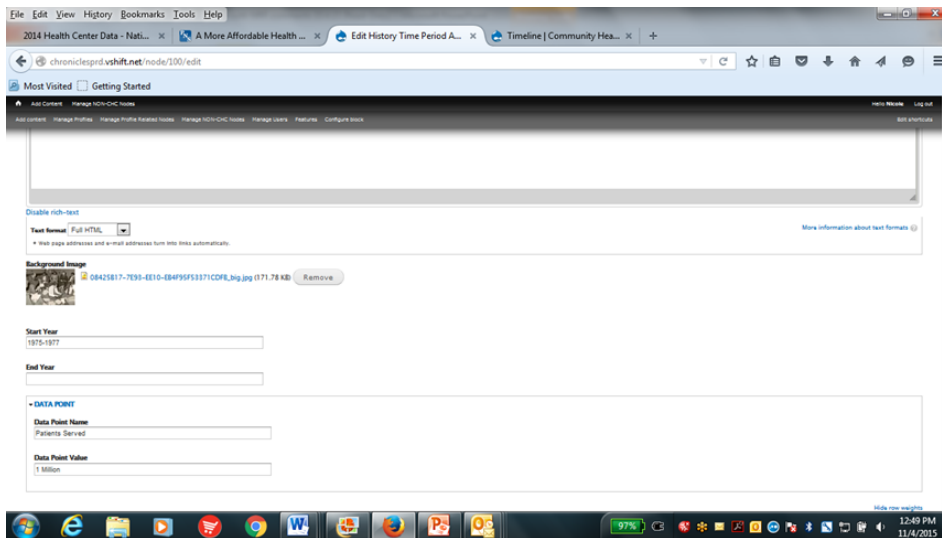 File Edit View History Bookmarks Tools Help
2014 Health Center Data - Nati... × A More Affordable Health ... × Edit History Time Period A... × Timeline | Community Hea... × +
chroniclesprd.vshift.net/node/100/edit
Most Visited Getting Started
Add Content Manage NON-CHC Nodes Hello Nicole Log out
Add content Manage Profiles Manage Profile Related Nodes Manage NON-CHC Nodes Manage Users Features Configure block Edit shortcuts
Disable rich-text
Text format Full HTML More information about text formats
Web page addresses and e-mail addresses turn into links automatically.
Background Image
08425817-7E93-EE10-EB4F95F53371CDF8_big.jpg (171.78 KB) Remove
Start Year
1975-1977
End Year
DATA POINT
Data Point Name
Patients Served
Data Point Value
1 Million
Hide row weights
97% 12:49 PM
11/4/2015